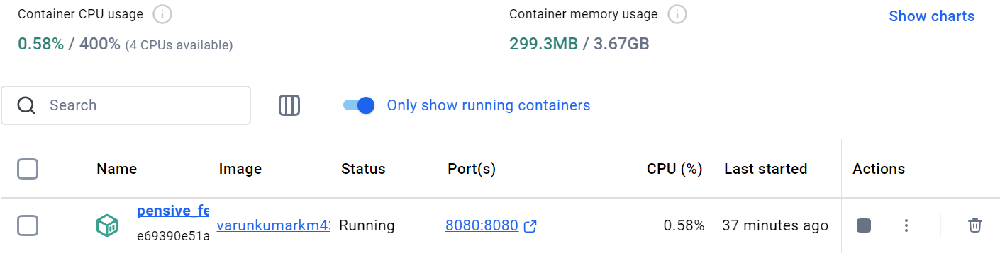 Container CPU usage
Container memory usage
Show charts
0.58% / 400% (4 CPUs available)
299.3MB / 3.67GB
Search
Only show running containers
Name Image Status Port(s) CPU (%) Last started Actions
pensive_fe
e69390e51a
varunkumarkm43 Running 8080:8080 0.58% 37 minutes ago